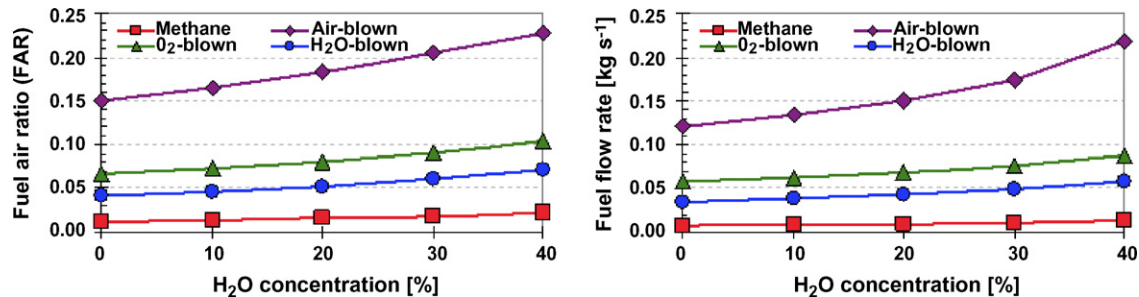 Methane Air-blown
0₂-blown H₂O-blown
Fuel air ratio (FAR)
0.25
0.20
0.15
0.10
0.05
0.00
0 10 20 30 40
H₂O concentration [%]
Methane Air-blown
0₂-blown H₂O-blown
Fuel flow rate [kg s⁻¹]
0.25
0.20
0.15
0.10
0.05
0.00
0 10 20 30 40
H₂O concentration [%]